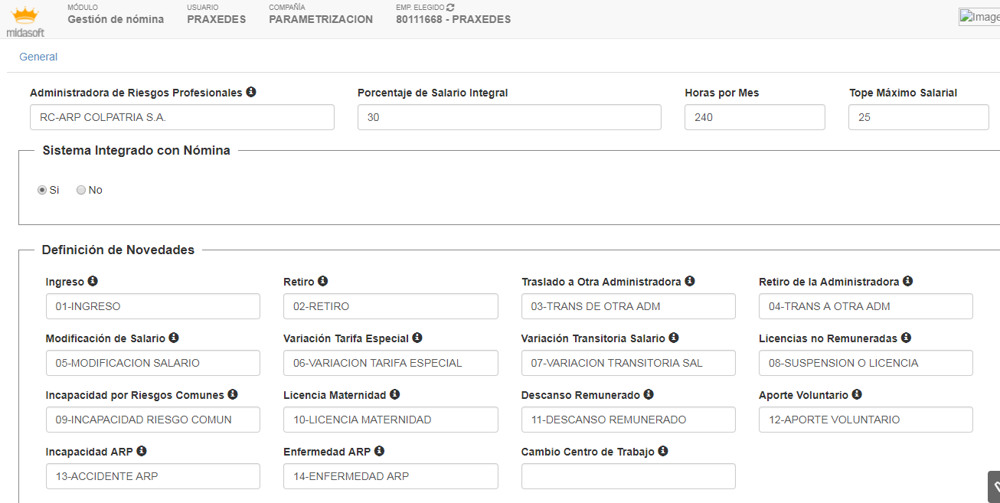 MÓDULO USUARIO COMPAÑÍA EMP. ELEGIDO
Gestión de nómina PRAXEDES PARAMETRIZACION 80111668 - PRAXEDES
midasoft
Image
General
Administradora de Riesgos Profesionales Porcentaje de Salario Integral Horas por Mes Tope Máximo Salarial
RC-ARP COLPATRIA S.A. 30 240 25
Sistema Integrado con Nómina
Si No
Definición de Novedades
Ingreso Retiro Traslado a Otra Administradora Retiro de la Administradora
01-INGRESO 02-RETIRO 03-TRANS DE OTRA ADM 04-TRANS A OTRA ADM
Modificación de Salario Variación Tarifa Especial Variación Transitoria Salario Licencias no Remuneradas
05-MODIFICACION SALARIO 06-VARIACION TARIFA ESPECIAL 07-VARIACION TRANSITORIA SAL 08-SUSPENSION O LICENCIA
Incapacidad por Riesgos Comunes Licencia Maternidad Descanso Remunerado Aporte Voluntario
09-INCAPACIDAD RIESGO COMUN 10-LICENCIA MATERNIDAD 11-DESCANSO REMUNERADO 12-APORTE VOLUNTARIO
Incapacidad ARP Enfermedad ARP Cambio Centro de Trabajo
13-ACCIDENTE ARP 14-ENFERMEDAD ARP